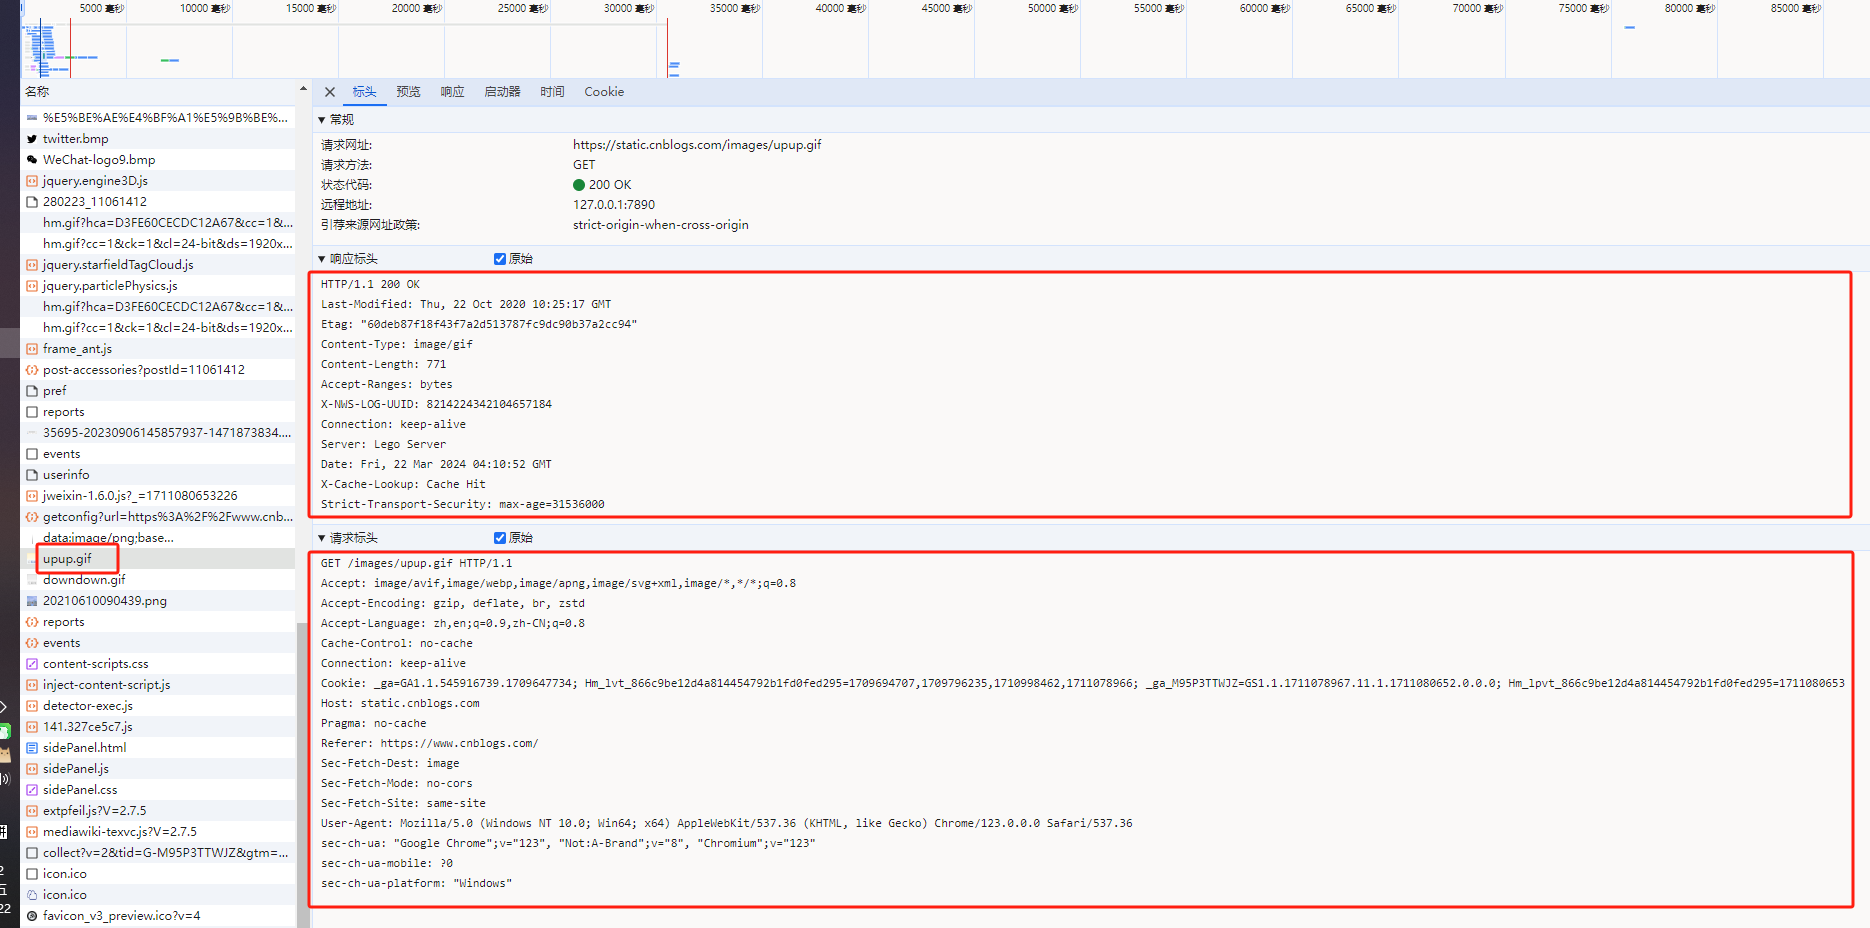 5000 毫秒
10000 毫秒
15000 毫秒
20000 毫秒
25000 毫秒
30000 毫秒
35000 毫秒
40000 毫秒
45000 毫秒
50000 毫秒
55000 毫秒
60000 毫秒
65000 毫秒
70000 毫秒
75000 毫秒
80000 毫秒
85000 毫秒
名称
%E5%BE%AE%E4%BF%A1%E5%9B%BE%...
twitter.bmp
WeChat-logo9.bmp
jquery.engine3D.js
280223_11061412
hm.gif?hca=D3FE60CECDC12A67&cc=1&...
hm.gif?cc=1&ck=1&cl=24-bit&ds=1920x...
jquery.starfieldTagCloud.js
jquery.particlePhysics.js
hm.gif?hca=D3FE60CECDC12A67&cc=1&...
hm.gif?cc=1&ck=1&cl=24-bit&ds=1920x...
frame_ant.js
post-accessories?postId=11061412
pref
reports
35695-20230906145857937-1471873834....
events
userinfo
jweixin-1.6.0.js?_=1711080653226
getconfig?url=https%3A%2F%2Fwww.cnb...
data:image/png;base...
upup.gif
downdown.gif
20210610090439.png
reports
events
content-scripts.css
inject-content-script.js
detector-exec.js
141.327ce5c7.js
sidePanel.html
sidePanel.js
sidePanel.css
extpfeil.js?V=2.7.5
mediawiki-texvc.js?V=2.7.5
collect?v=2&tid=G-M95P3TTWJZ&gtm=...
icon.ico
icon.ico
favicon_v3_preview.ico?v=4
标头 预览 响应 启动器 时间 Cookie
常规
请求网址: https://static.cnblogs.com/images/upup.gif
请求方法: GET
状态代码: 200 OK
远程地址: 127.0.0.1:7890
引荐来源网址政策: strict-origin-when-cross-origin
响应标头 原始
HTTP/1.1 200 OK
Last-Modified: Thu, 22 Oct 2020 10:25:17 GMT
Etag: "60deb87f18f43f7a2d513787fc9dc90b37a2cc94"
Content-Type: image/gif
Content-Length: 771
Accept-Ranges: bytes
X-NWS-LOG-UUID: 8214224342104657184
Connection: keep-alive
Server: Lego Server
Date: Fri, 22 Mar 2024 04:10:52 GMT
X-Cache-Lookup: Cache Hit
Strict-Transport-Security: max-age=31536000
请求标头 原始
GET /images/upup.gif HTTP/1.1
Accept: image/avif,image/webp,image/apng,image/svg+xml,image/*,*/*;q=0.8
Accept-Encoding: gzip, deflate, br, zstd
Accept-Language: zh,en;q=0.9,zh-CN;q=0.8
Cache-Control: no-cache
Connection: keep-alive
Cookie: _ga=GA1.1.545916739.1709647734; Hm_lvt_866c9be12d4a814454792b1fd0fed295=1709694707,1709796235,1710998462,1711078966; _ga_M95P3TTWJZ=GS1.1.1711078967.11.1.1711080652.0.0.0; Hm_lpvt_866c9be12d4a814454792b1fd0fed295=1711080653
Host: static.cnblogs.com
Pragma: no-cache
Referer: https://www.cnblogs.com/
Sec-Fetch-Dest: image
Sec-Fetch-Mode: no-cors
Sec-Fetch-Site: same-site
User-Agent: Mozilla/5.0 (Windows NT 10.0; Win64; x64) AppleWebKit/537.36 (KHTML, like Gecko) Chrome/123.0.0.0 Safari/537.36
sec-ch-ua: "Google Chrome";v="123", "Not:A-Brand";v="8", "Chromium";v="123"
sec-ch-ua-mobile: ?0
sec-ch-ua-platform: "Windows"